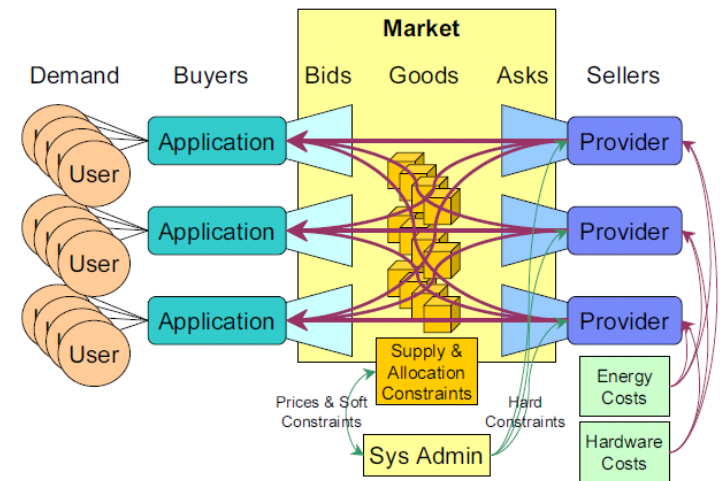 Market
Demand Buyers Bids Goods Asks Sellers
User
Application
Provider
User
Application
Provider
User
Application
Provider
Supply &
Allocation
Constraints
Energy
Costs
Prices & Soft
Constraints
Hard
Constraints
Sys Admin
Hardware
Costs